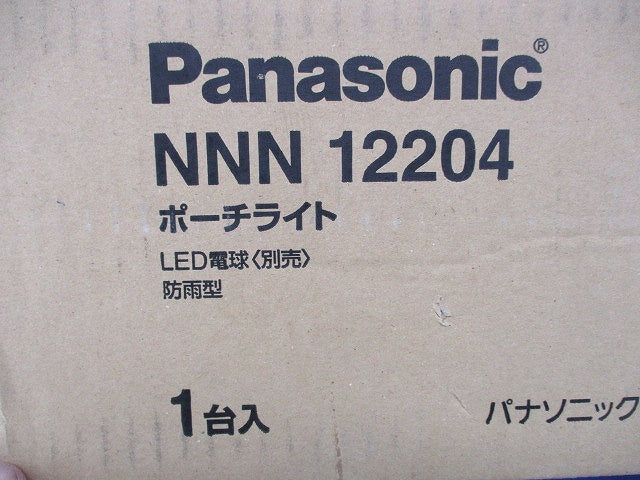 Panasonic®
NNN 12204
ポーチライト
LED電球〈別売〉
防雨型
1台入
パナソニック